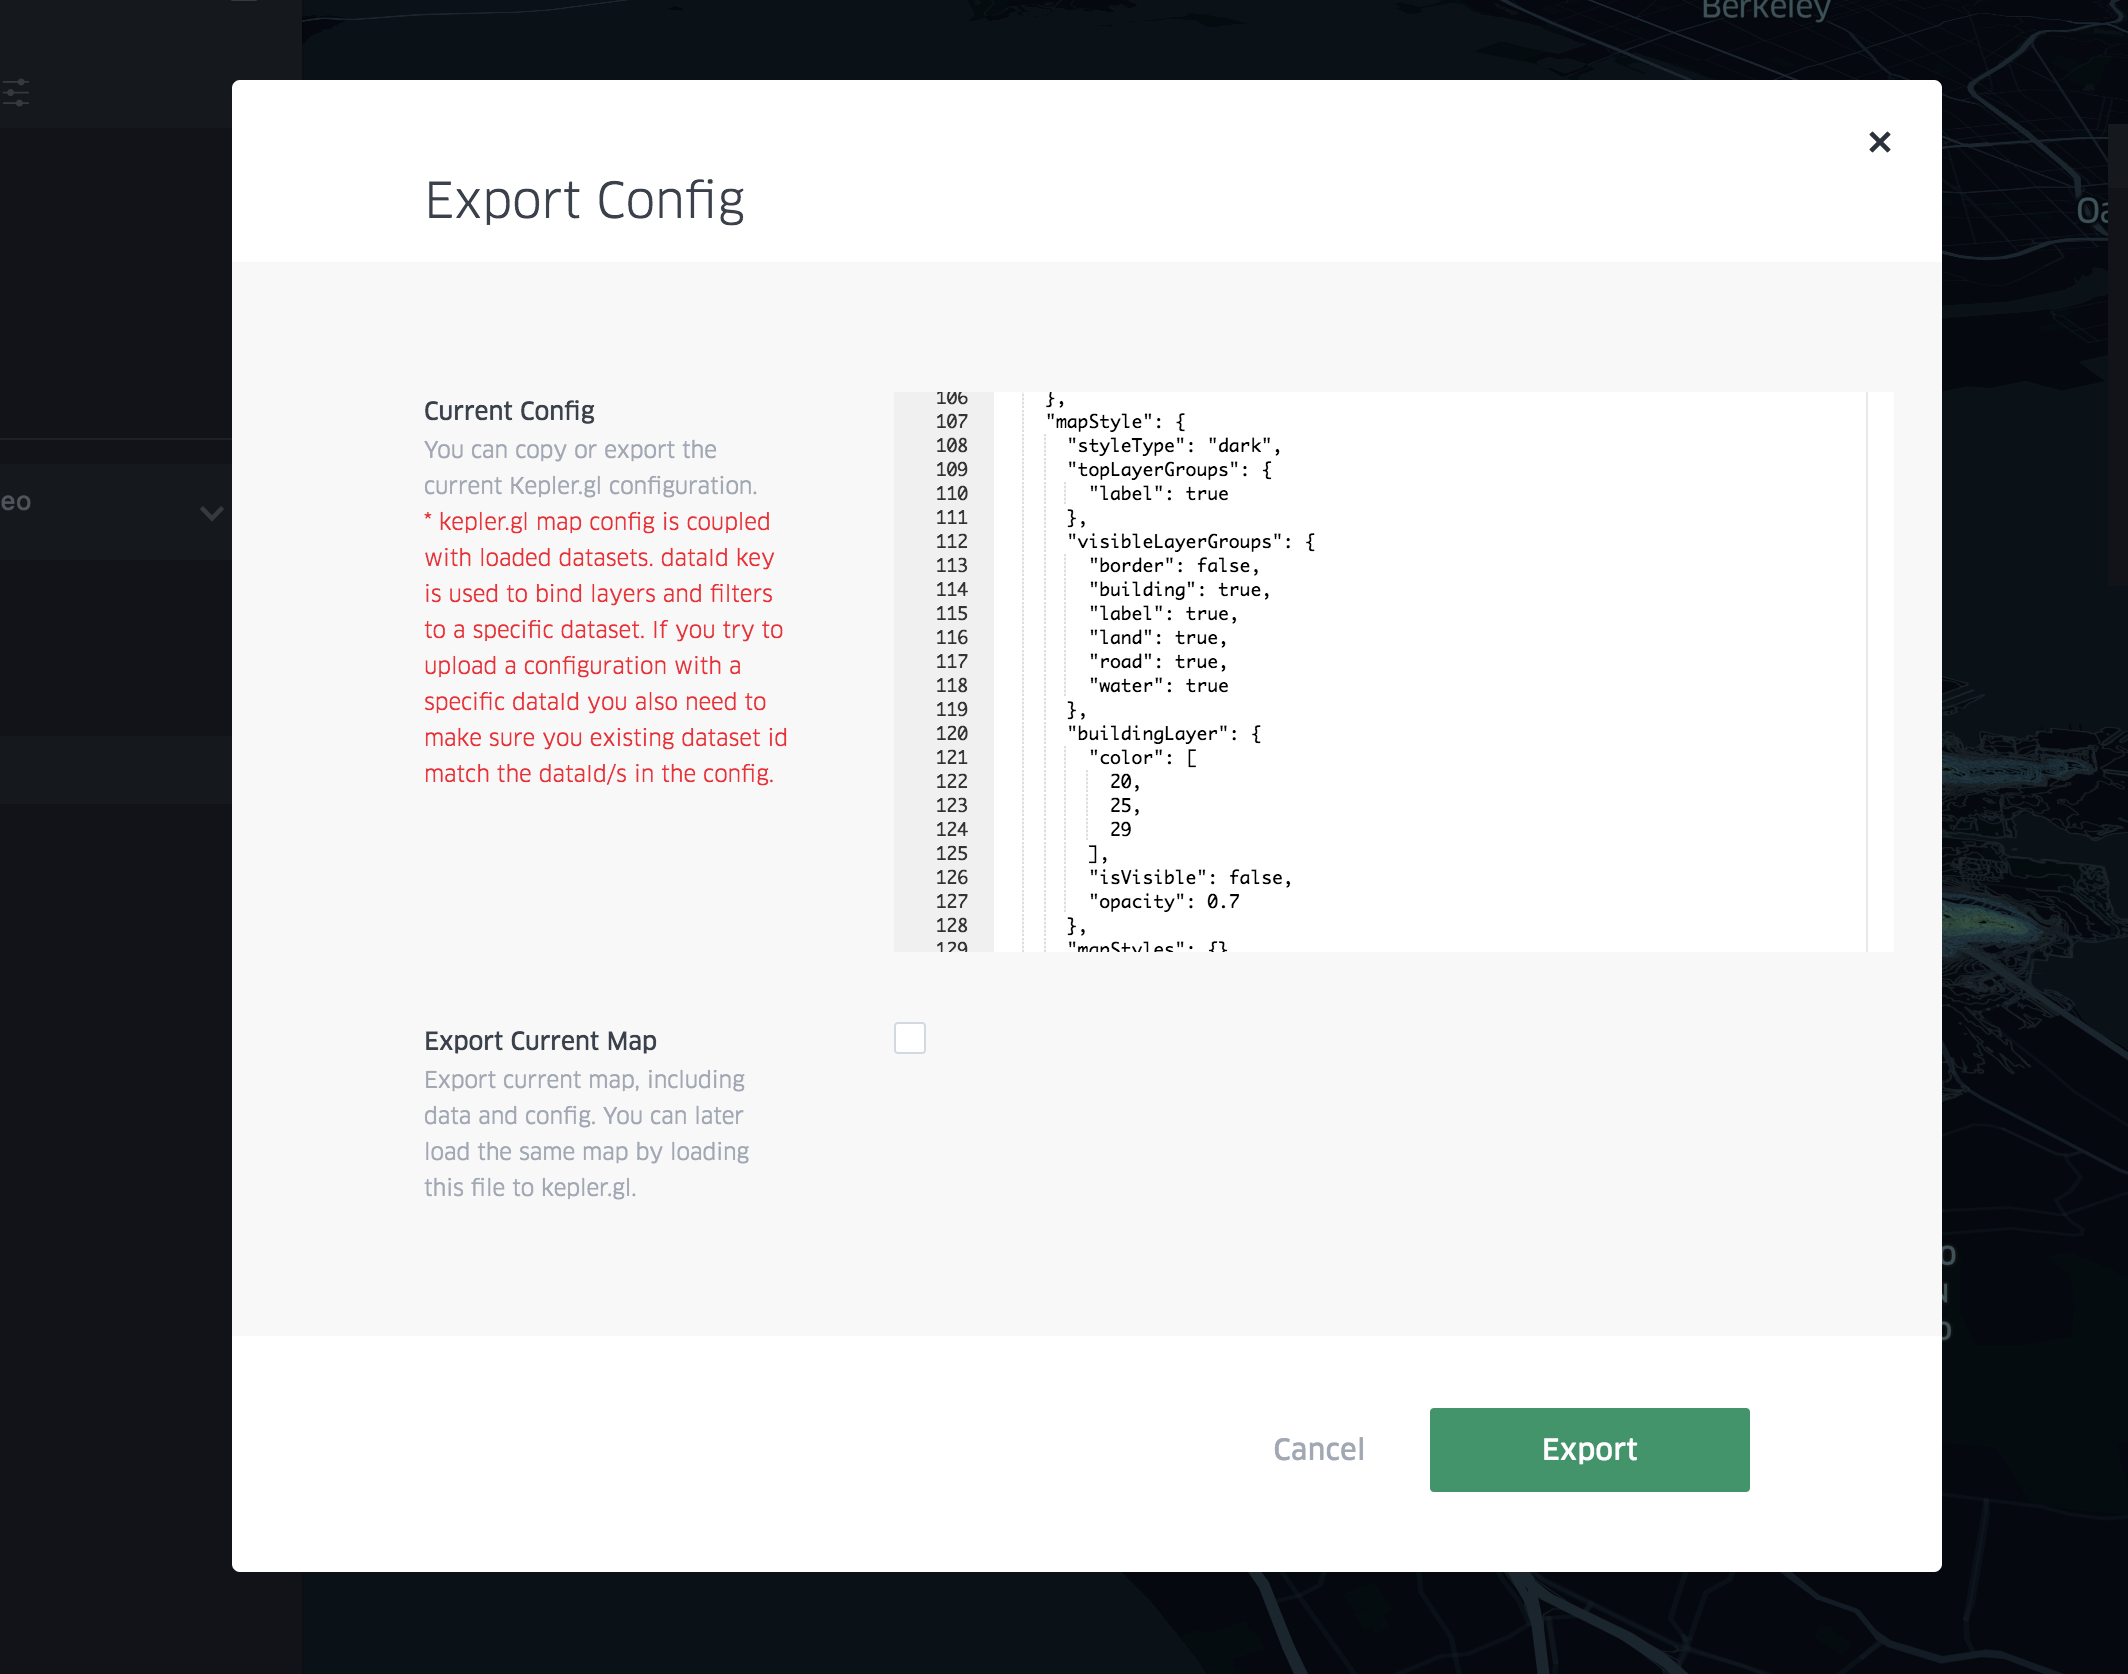 Berkeley
eo
Export Config
Current Config
You can copy or export the
current Kepler.gl configuration.
* kepler.gl map config is coupled
with loaded datasets. dataId key
is used to bind layers and filters
to a specific dataset. If you try to
upload a configuration with a
specific dataId you also need to
make sure you existing dataset id
match the dataId/s in the config.
106 },
107 "mapStyle": {
108 "styleType": "dark",
109 "topLayerGroups": {
110 "label": true
111 },
112 "visibleLayerGroups": {
113 "border": false,
114 "building": true,
115 "label": true,
116 "land": true,
117 "road": true,
118 "water": true
119 },
120 "buildingLayer": {
121 "color": [
122 20,
123 25,
124 29
125 ],
126 "isVisible": false,
127 "opacity": 0.7
128 },
129 "mapStyles": {}
Export Current Map
Export current map, including
data and config. You can later
load the same map by loading
this file to kepler.gl.
Cancel
Export